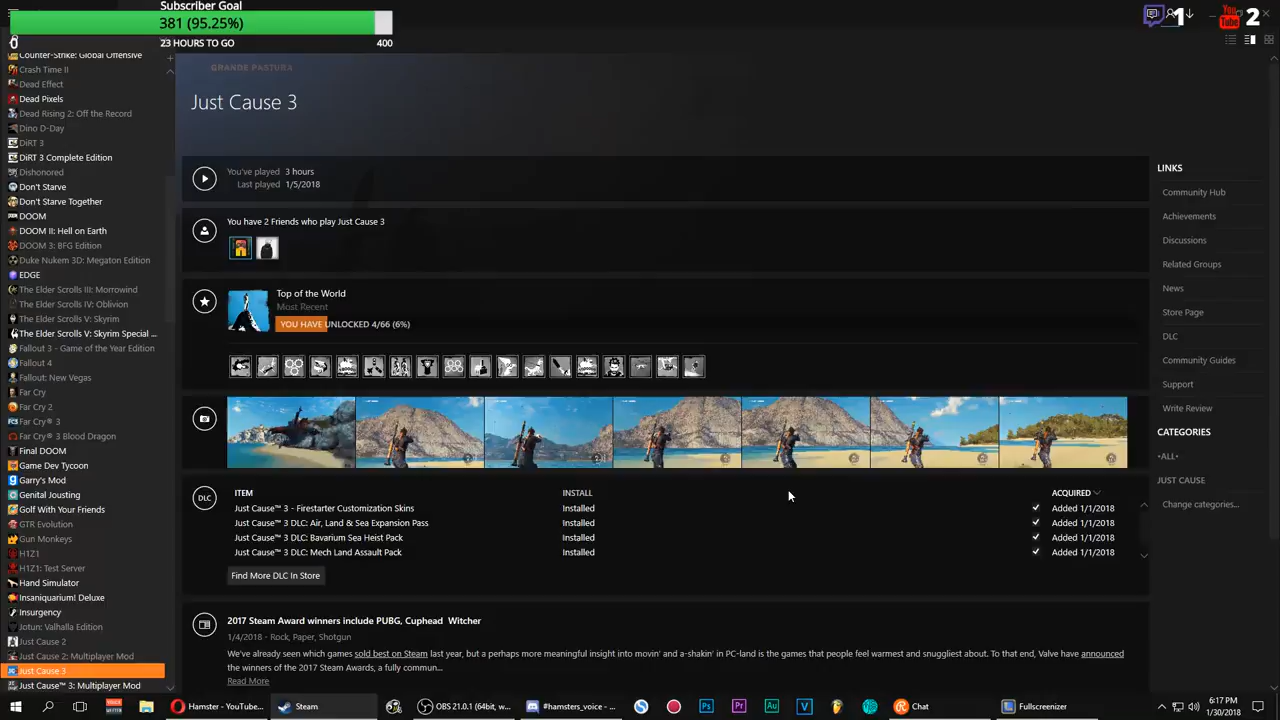 Subscriber Goal
381 (95.25%)
0
23 HOURS TO GO
400
1
2
Counter-Strike: Global Offensive
Crash Time II
Dead Effect
Dead Pixels
Dead Rising 2: Off the Record
Dino D-Day
DiRT 3
DiRT 3 Complete Edition
Dishonored
Don't Starve
Don't Starve Together
DOOM
DOOM II: Hell on Earth
DOOM 3: BFG Edition
Duke Nukem 3D: Megaton Edition
EDGE
The Elder Scrolls III: Morrowind
The Elder Scrolls IV: Oblivion
The Elder Scrolls V: Skyrim
The Elder Scrolls V: Skyrim Special ...
Fallout 3 - Game of the Year Edition
Fallout 4
Fallout: New Vegas
Far Cry
Far Cry 2
Far Cry® 3
Far Cry® 3 Blood Dragon
Final DOOM
Game Dev Tycoon
Garry's Mod
Genital Jousting
Golf With Your Friends
GTR Evolution
Gun Monkeys
H1Z1
H1Z1: Test Server
Hand Simulator
Insaniquarium! Deluxe
Insurgency
Jotun: Valhalla Edition
Just Cause 2
Just Cause 2: Multiplayer Mod
Just Cause 3
Just Cause™ 3: Multiplayer Mod
GRANDE PASTURA
Just Cause 3
You've played 3 hours
Last played 1/5/2018
You have 2 Friends who play Just Cause 3
Top of the World
Most Recent
YOU HAVE UNLOCKED 4/66 (6%)
DLC
ITEM INSTALL ACQUIRED
Just Cause™ 3 - Firestarter Customization Skins Installed Added 1/1/2018
Just Cause™ 3 DLC: Air, Land & Sea Expansion Pass Installed Added 1/1/2018
Just Cause™ 3 DLC: Bavarium Sea Heist Pack Installed Added 1/1/2018
Just Cause™ 3 DLC: Mech Land Assault Pack Installed Added 1/1/2018
Find More DLC In Store
2017 Steam Award winners include PUBG, Cuphead Witcher
1/4/2018 - Rock, Paper, Shotgun
We've already seen which games sold best on Steam last year, but a perhaps more meaningful insight into movin' and a-shakin' in PC-land is the games that people feel warmest and snuggliest about. To that end, Valve have announced
the winners of the 2017 Steam Awards, a fully commun...
Read More
LINKS
Community Hub
Achievements
Discussions
Related Groups
News
Store Page
DLC
Community Guides
Support
Write Review
CATEGORIES
•ALL•
JUST CAUSE
Change categories...
Hamster - YouTube...
Steam
OBS 21.0.1 (64bit, w...
#hamsters_voice - ...
Ps
Pr
Au
V
Chat
Fullscreenizer
6:17 PM
1/30/2018